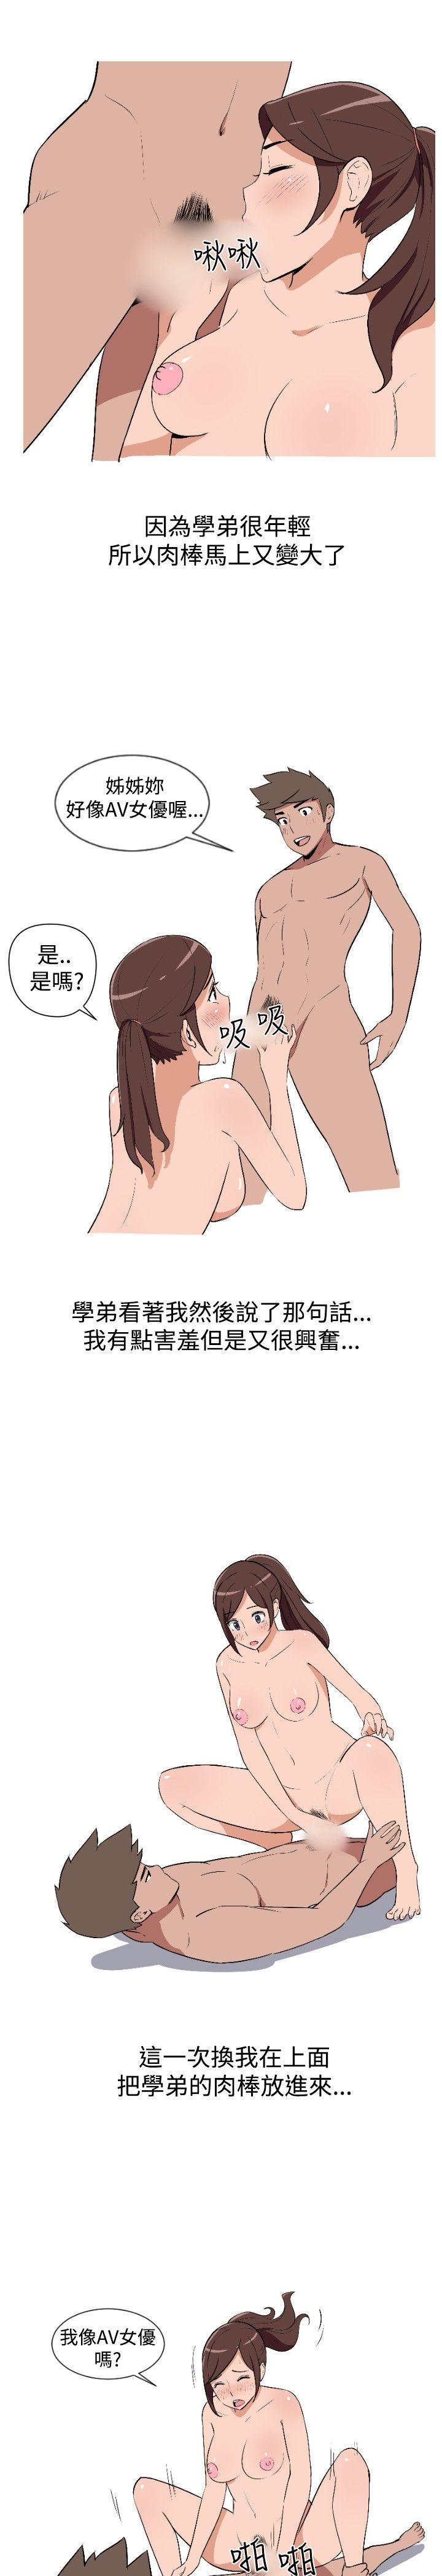 啾啾
因為學弟很年輕
所以肉棒馬上又變大了
姊姊妳
好像AV女優喔...
是..
是嗎?
吸吸
學弟看著我然後說了那句話...
我有點害羞但是又很興奮...
這一次換我在上面
把學弟的肉棒放進來...
我像AV女優
嗎?
啪啪